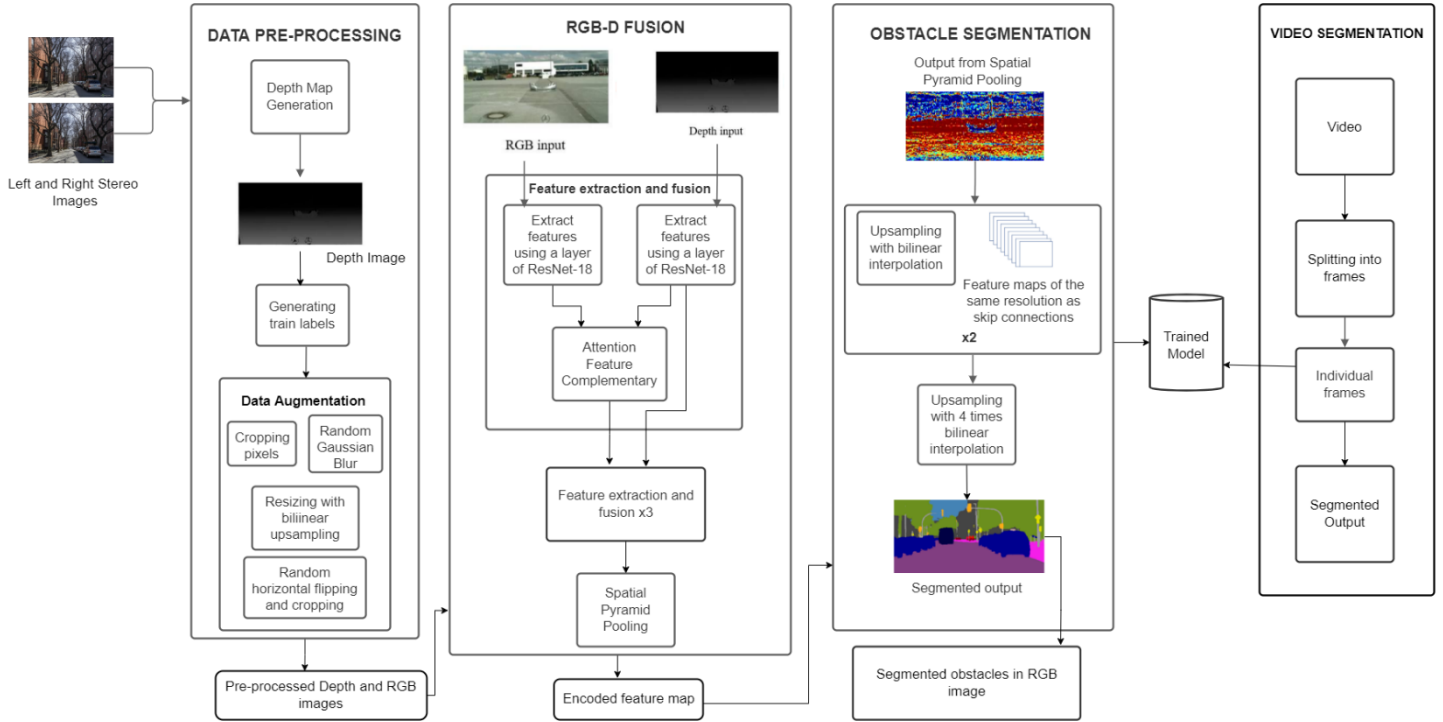 Left and Right Stereo
Images
DATA PRE-PROCESSING
Depth Map
Generation
Depth Image
Generating
train labels
Data Augmentation
Cropping
pixels
Random
Gaussian
Blur
Resizing with
biliinear
upsampling
Random
horizontal flipping
and cropping
Pre-processed Depth and RGB
images
RGB-D FUSION
RGB input
Depth input
Feature extraction and fusion
Extract
features
using a layer
of ResNet-18
Extract
features
using a layer
of ResNet-18
Attention
Feature
Complementary
Feature extraction and
fusion x3
Spatial
Pyramid
Pooling
Encoded feature map
OBSTACLE SEGMENTATION
Output from Spatial
Pyramid Pooling
Upsampling
with bilinear
interpolation
Feature maps of the
same resolution as
skip connections
x2
Upsampling
with 4 times
bilinear
interpolation
Segmented output
Segmented obstacles in RGB
image
Trained
Model
VIDEO SEGMENTATION
Video
Splitting into
frames
Individual
frames
Segmented
Output